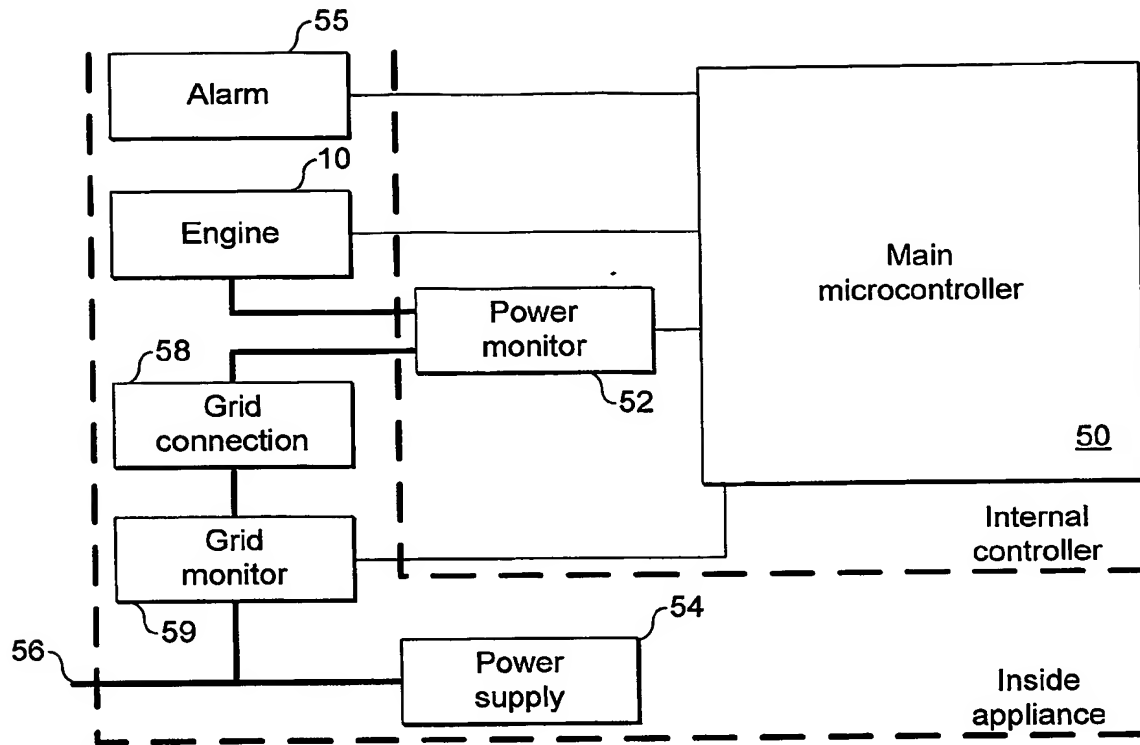 55
Alarm
10
Engine
Main
microcontroller
Power
monitor
58
52
Grid
connection
50
Grid
monitor
Internal
controller
59
54
56
Power
supply
Inside
appliance